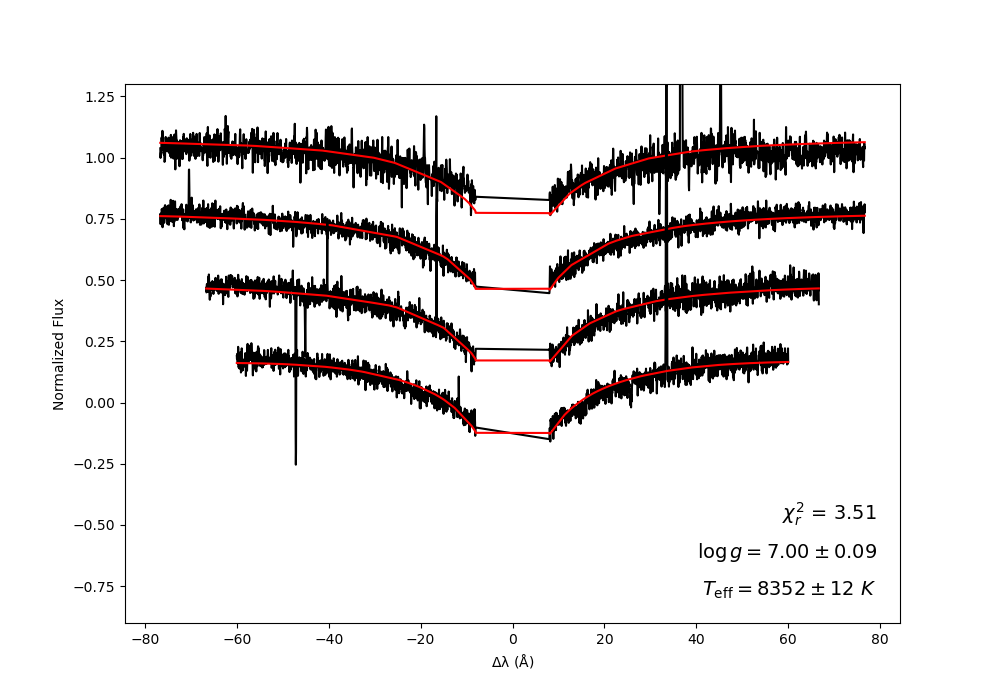 1.25
1.00
0.75
0.50
0.25
0.00
−0.25
−0.50
−0.75
Normalized Flux
χ²ᵣ = 3.51
log g = 7.00 ± 0.09
T_eff = 8352 ± 12 K
−80 −60 −40 −20 0 20 40 60 80
Δλ (Å)